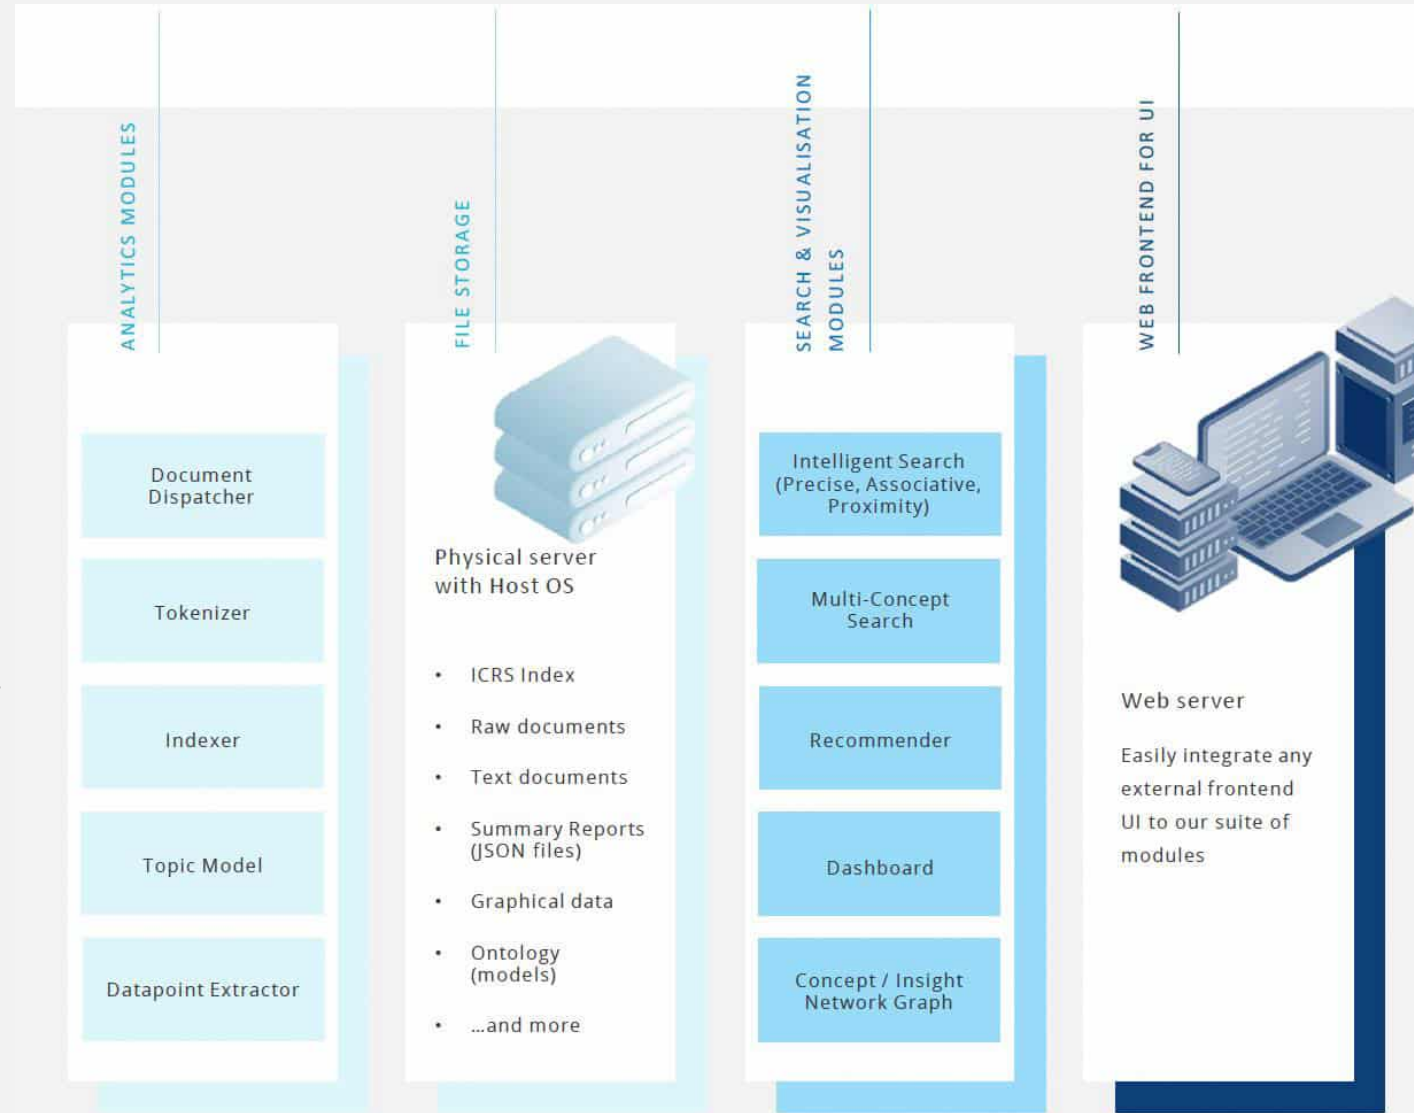 ANALYTICS MODULES
Document
Dispatcher
Tokenizer
Indexer
Topic Model
Datapoint Extractor
FILE STORAGE
Physical server
with Host OS
• ICRS Index
• Raw documents
• Text documents
• Summary Reports
(JSON files)
• Graphical data
• Ontology
(models)
• ...and more
SEARCH & VISUALISATION
MODULES
Intelligent Search
(Precise, Associative,
Proximity)
Multi-Concept
Search
Recommender
Dashboard
Concept / Insight
Network Graph
WEB FRONTEND FOR UI
Web server
Easily integrate any
external frontend
UI to our suite of
modules